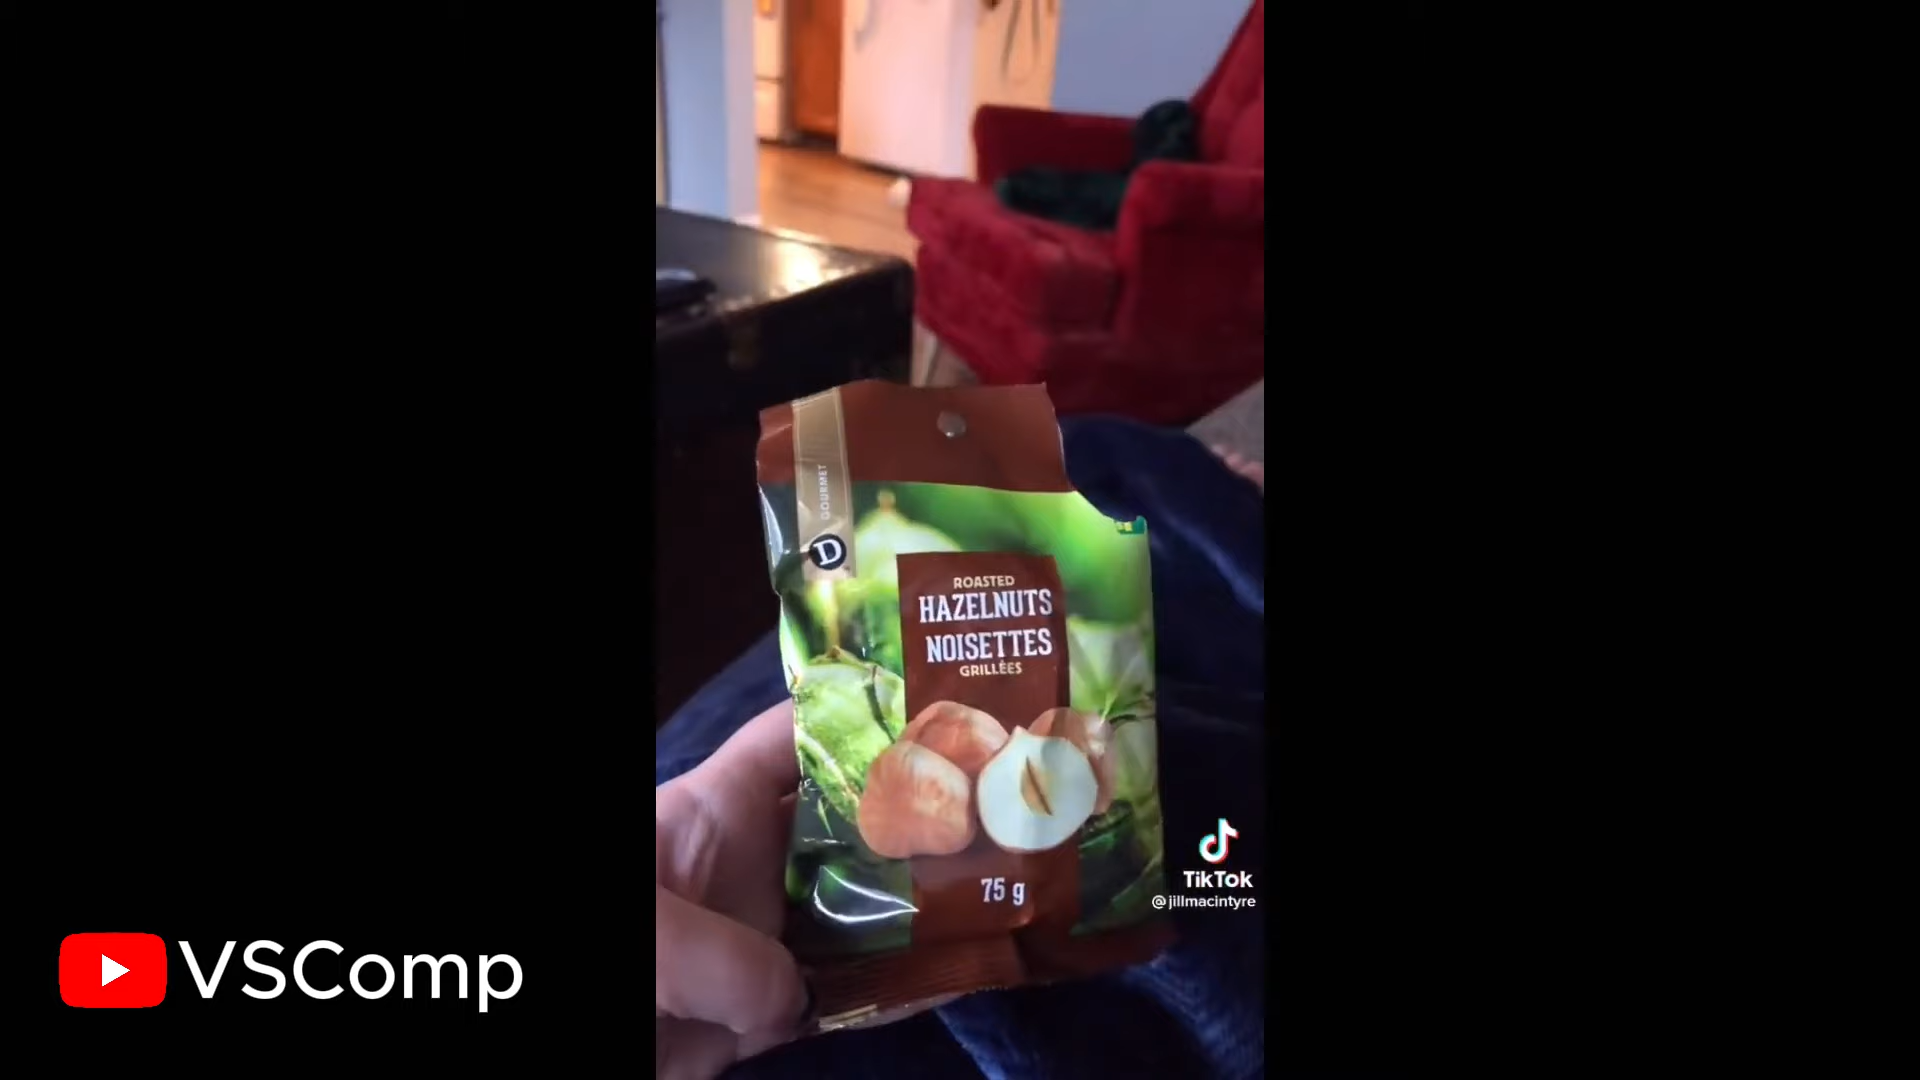 GOURMET
D
ROASTED
HAZELNUTS
NOISETTES
GRILLÉES
75 g
TikTok
@jillmacintyre
VSComp